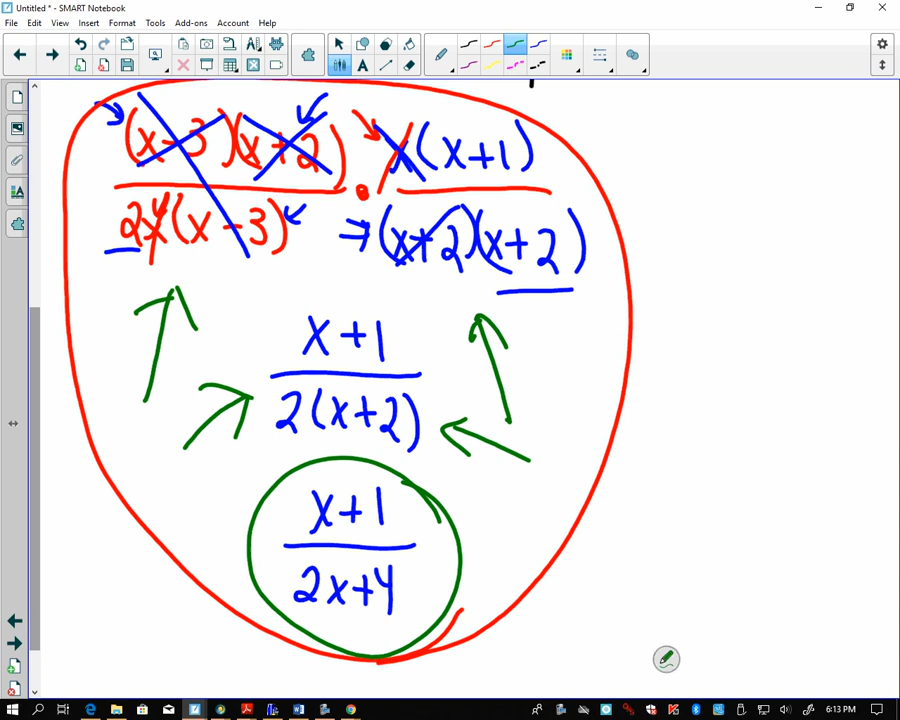 Untitled * - SMART Notebook
File Edit View Insert Format Tools Add-ons Account Help
(x-3)(x+2) . x(x+1)
2x(x-3) (x+2)(x+2)
x+1
2(x+2)
x+1
2x+4
6:13 PM